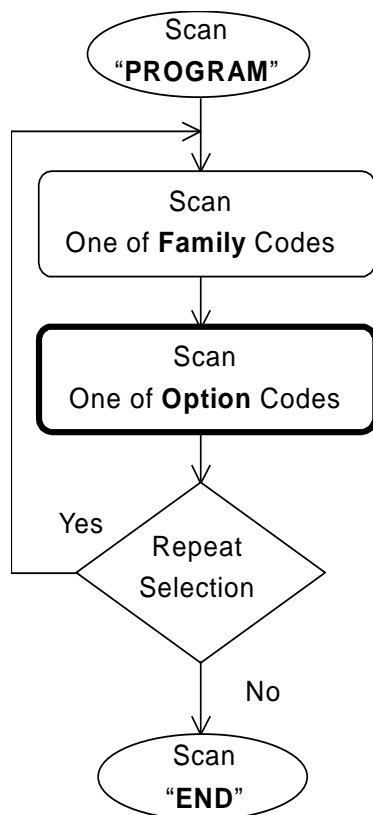 Scan
“PROGRAM”
Scan
One of Family Codes
Scan
One of Option Codes
Yes
Repeat
Selection
No
Scan
“END”